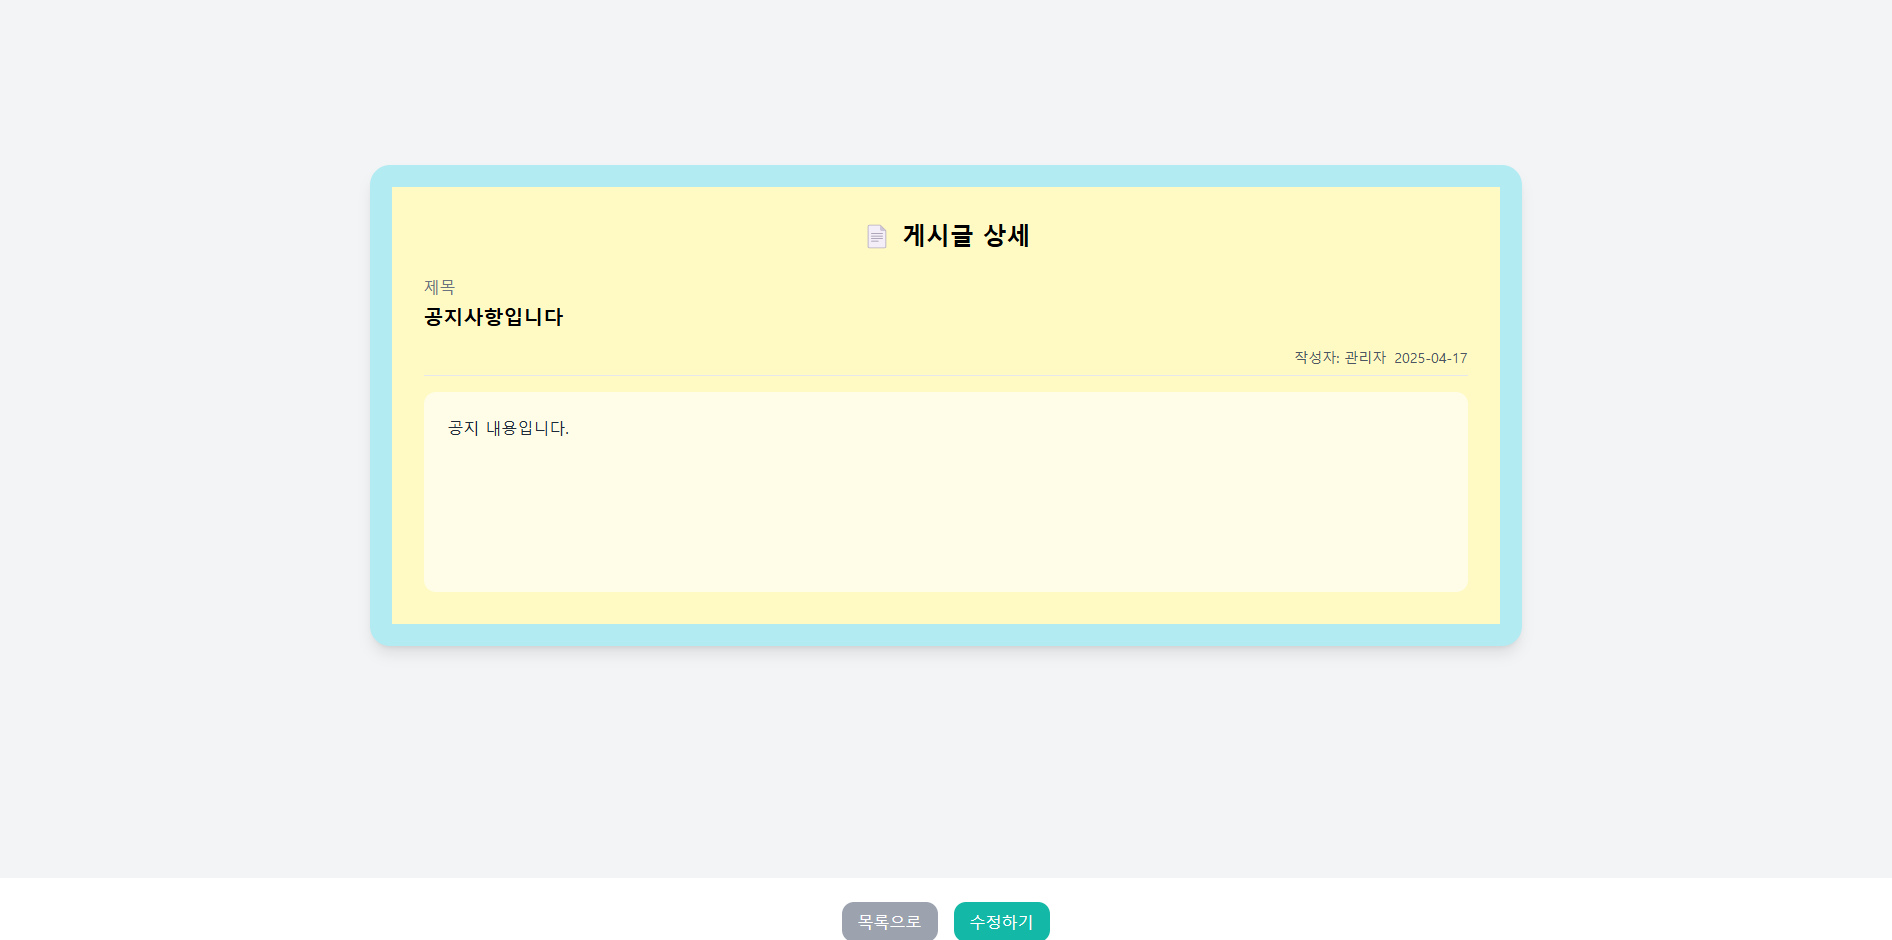 게시글 상세
제목
공지사항입니다
작성자: 관리자 2025-04-17
공지 내용입니다.
목록으로 수정하기